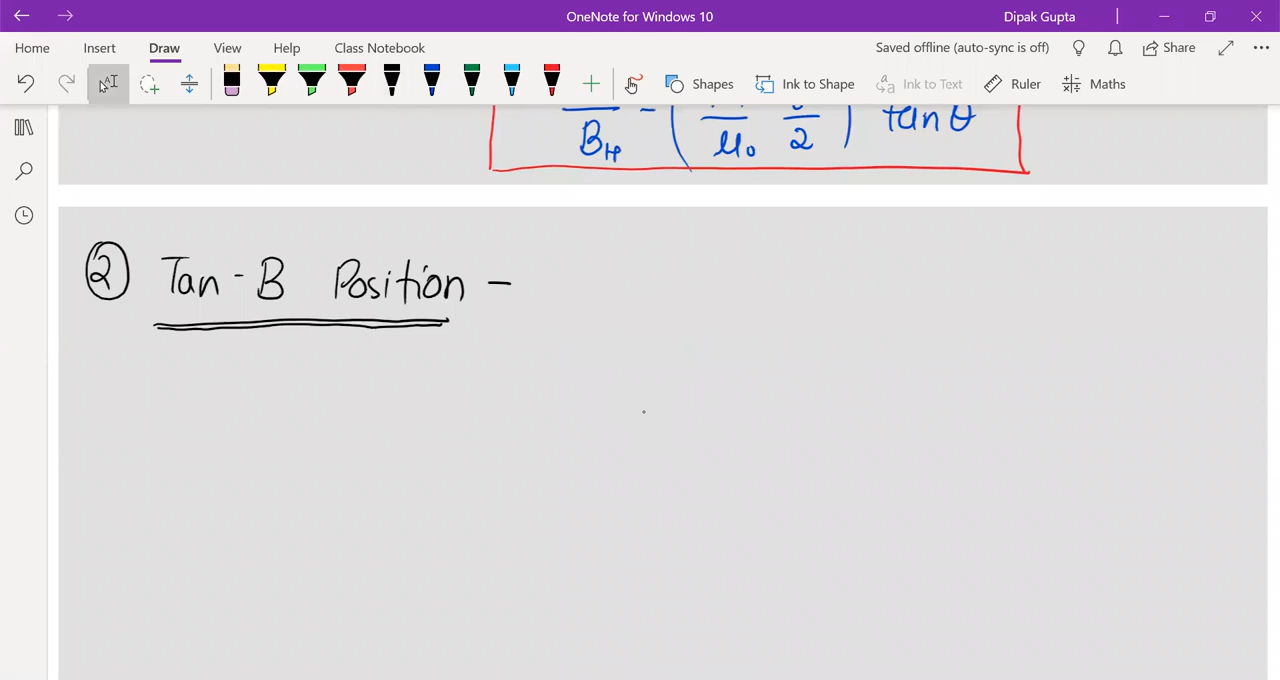 OneNote for Windows 10
Dipak Gupta
Home Insert Draw View Help Class Notebook
Saved offline (auto-sync is off) Share
Shapes Ink to Shape Ink to Text Ruler Maths
B_H = ( μ₀ 2 ) tan θ
② Tan - B Position -